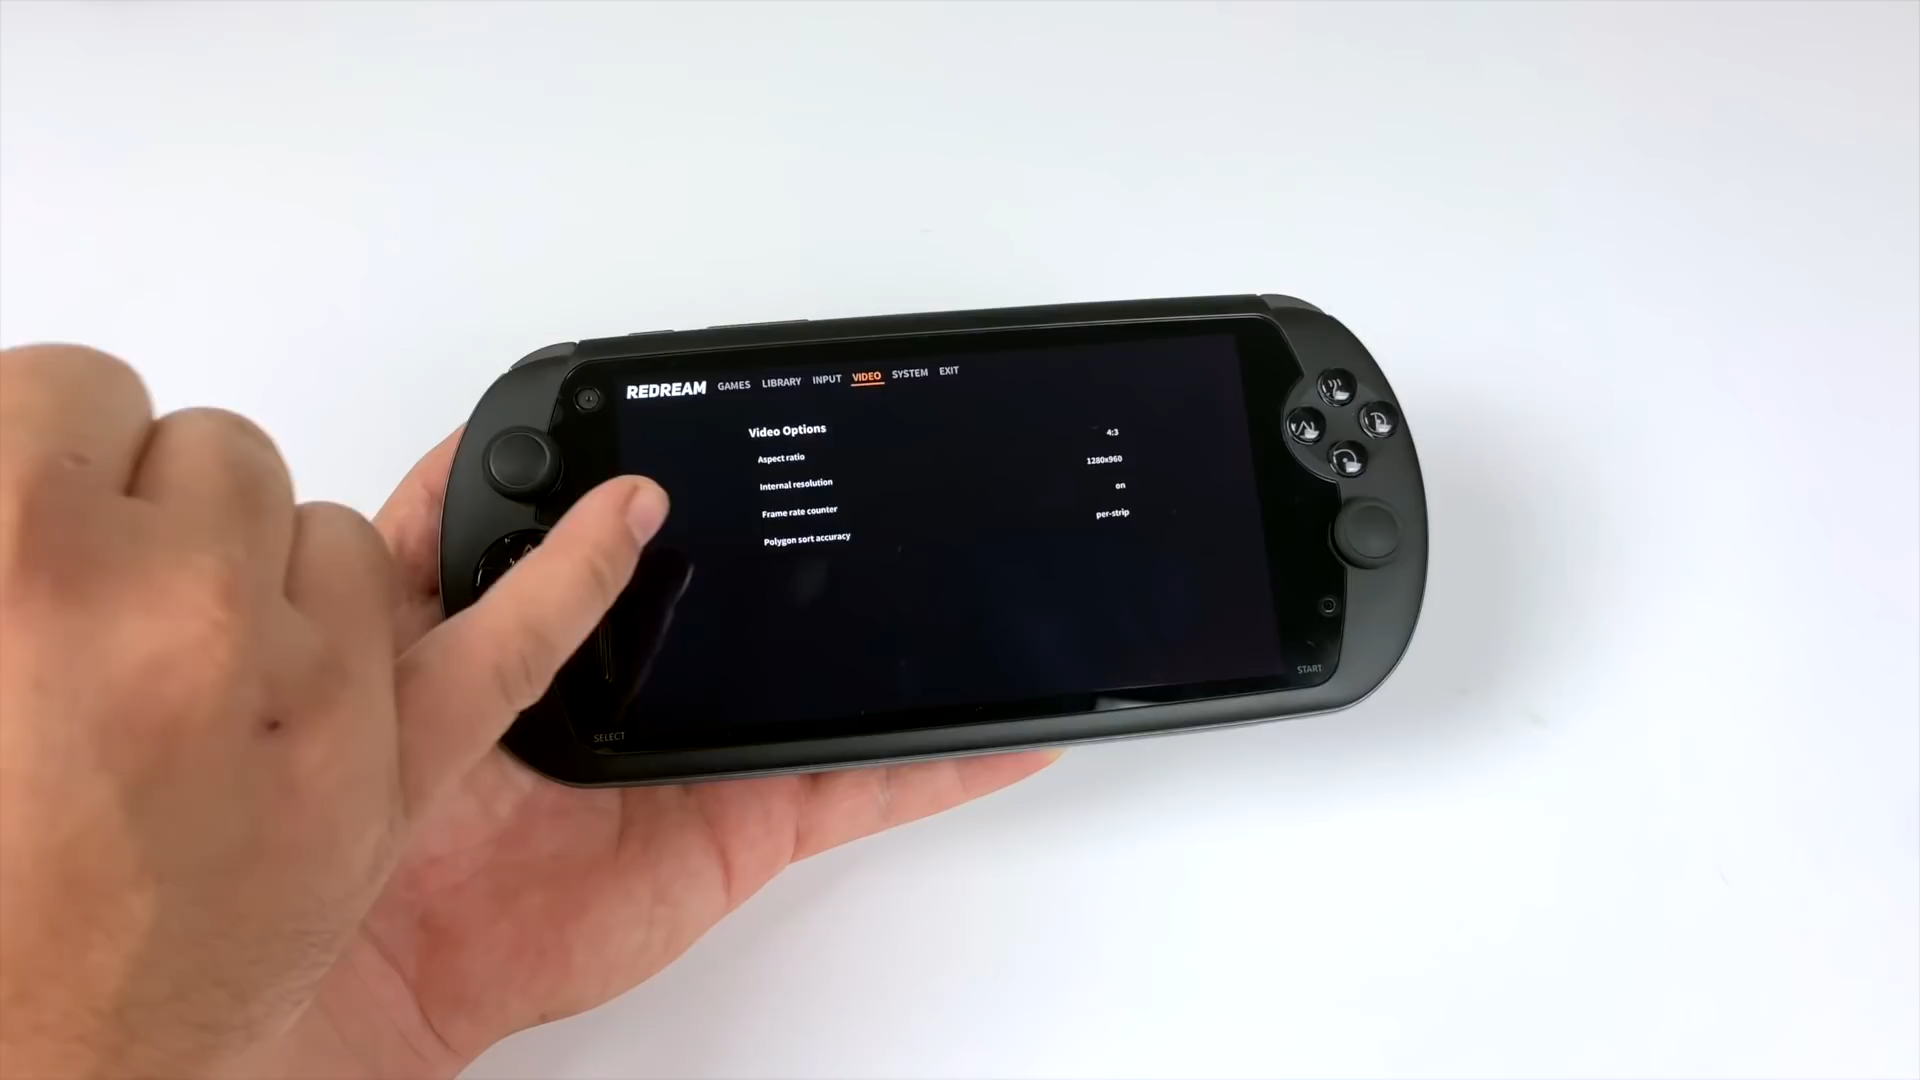 REDREAM GAMES LIBRARY INPUT VIDEO SYSTEM EXIT
Video Options
Aspect ratio 4:3
Internal resolution 1280x960
Frame rate counter on
Polygon sort accuracy per-strip
SELECT
START